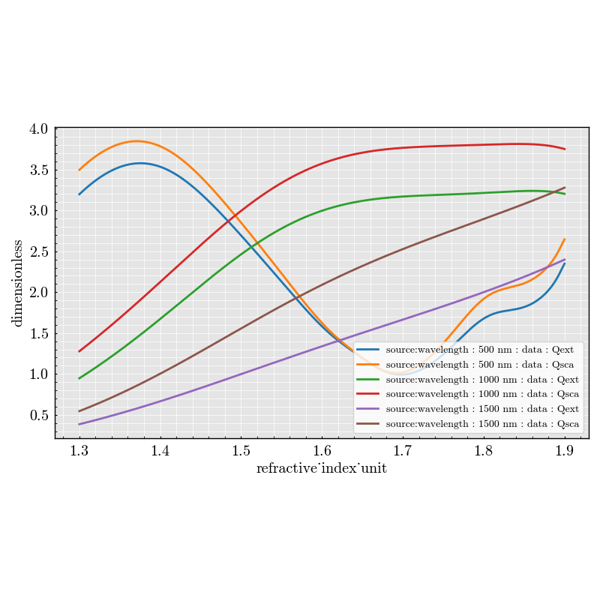 4.0
3.5
3.0
2.5
2.0
1.5
1.0
0.5
dimensionless
source:wavelength : 500 nm : data : Qext
source:wavelength : 500 nm : data : Qsca
source:wavelength : 1000 nm : data : Qext
source:wavelength : 1000 nm : data : Qsca
source:wavelength : 1500 nm : data : Qext
source:wavelength : 1500 nm : data : Qsca
1.3 1.4 1.5 1.6 1.7 1.8 1.9
refractive˙index˙unit